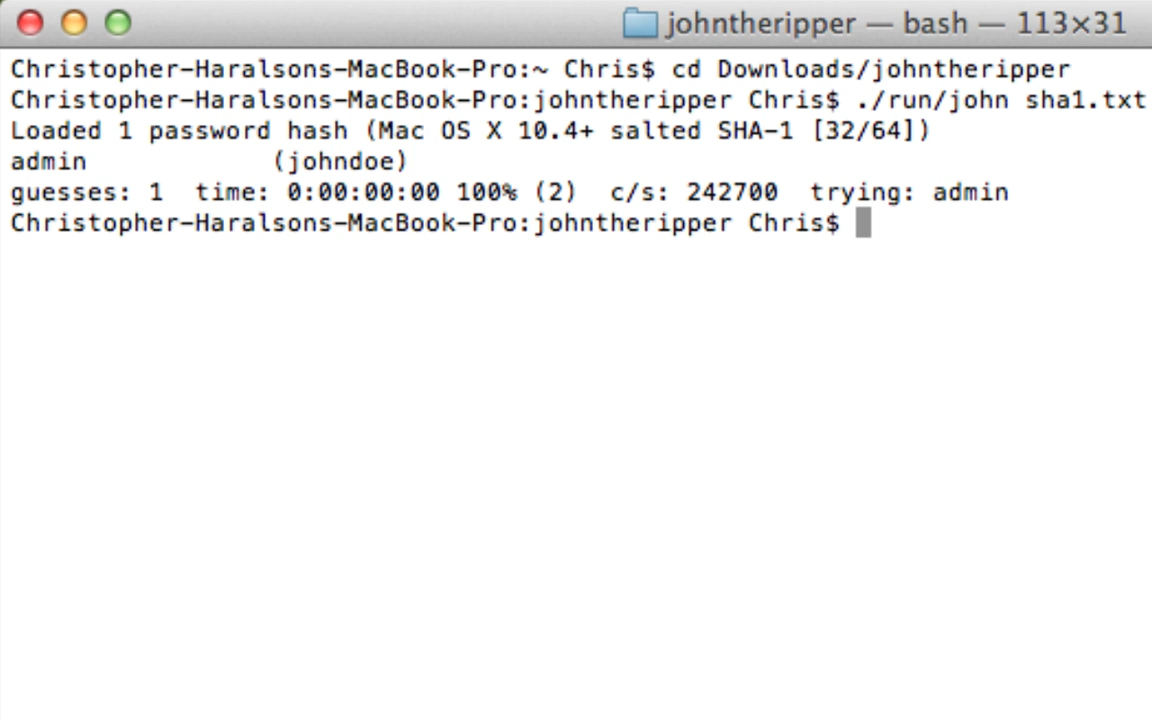 johntheripper — bash — 113×31
Christopher-Haralsons-MacBook-Pro:~ Chris$ cd Downloads/johntheripper
Christopher-Haralsons-MacBook-Pro:johntheripper Chris$ ./run/john sha1.txt
Loaded 1 password hash (Mac OS X 10.4+ salted SHA-1 [32/64])
admin            (johndoe)
guesses: 1  time: 0:00:00:00 100% (2)  c/s: 242700  trying: admin
Christopher-Haralsons-MacBook-Pro:johntheripper Chris$